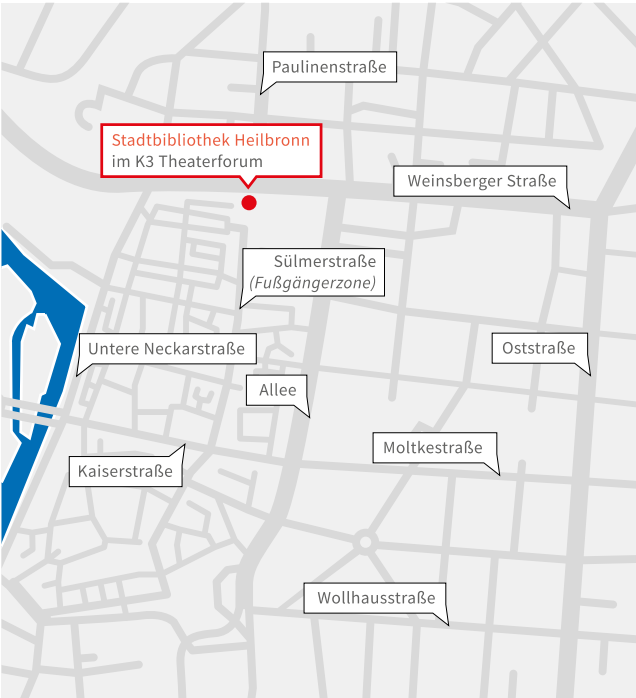 Paulinenstraße
Stadtbibliothek Heilbronn
im K3 Theaterforum
Weinsberger Straße
Sülmerstraße
(Fußgängerzone)
Untere Neckarstraße
Oststraße
Allee
Moltkestraße
Kaiserstraße
Wollhausstraße